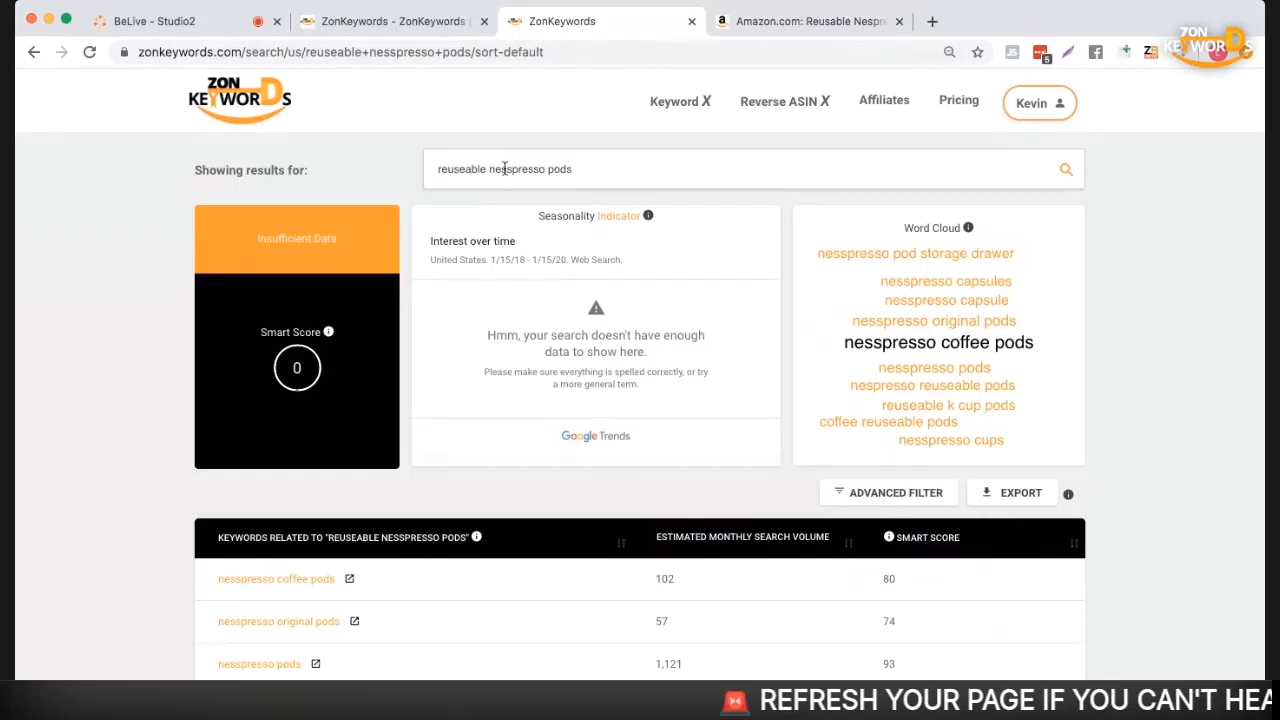 BeLive - Studio2
ZonKeywords - ZonKeywords |
ZonKeywords
Amazon.com: Reusable Nespre
zonkeywords.com/search/us/reuseable+nesspresso+pods/sort-default
5
ZON
KEYWORDS
ZON
KEYWORDS
Keyword X
Reverse ASIN X
Affiliates
Pricing
Kevin
Showing results for:
reuseable nesspresso pods
Insufficient Data
Smart Score
0
Seasonality Indicator
Interest over time
United States. 1/15/18 - 1/15/20. Web Search.
Hmm, your search doesn't have enough
data to show here.
Please make sure everything is spelled correctly, or try
a more general term.
Google Trends
Word Cloud
nesspresso pod storage drawer
nesspresso capsules
nesspresso capsule
nesspresso original pods
nesspresso coffee pods
nesspresso pods
nespresso reuseable pods
reuseable k cup pods
coffee reuseable pods
nesspresso cups
ADVANCED FILTER
EXPORT
KEYWORDS RELATED TO "REUSEABLE NESSPRESSO PODS"
ESTIMATED MONTHLY SEARCH VOLUME
SMART SCORE
nesspresso coffee pods
102
80
nesspresso original pods
57
74
nesspresso pods
1,121
93
REFRESH YOUR PAGE IF YOU CAN'T HEA